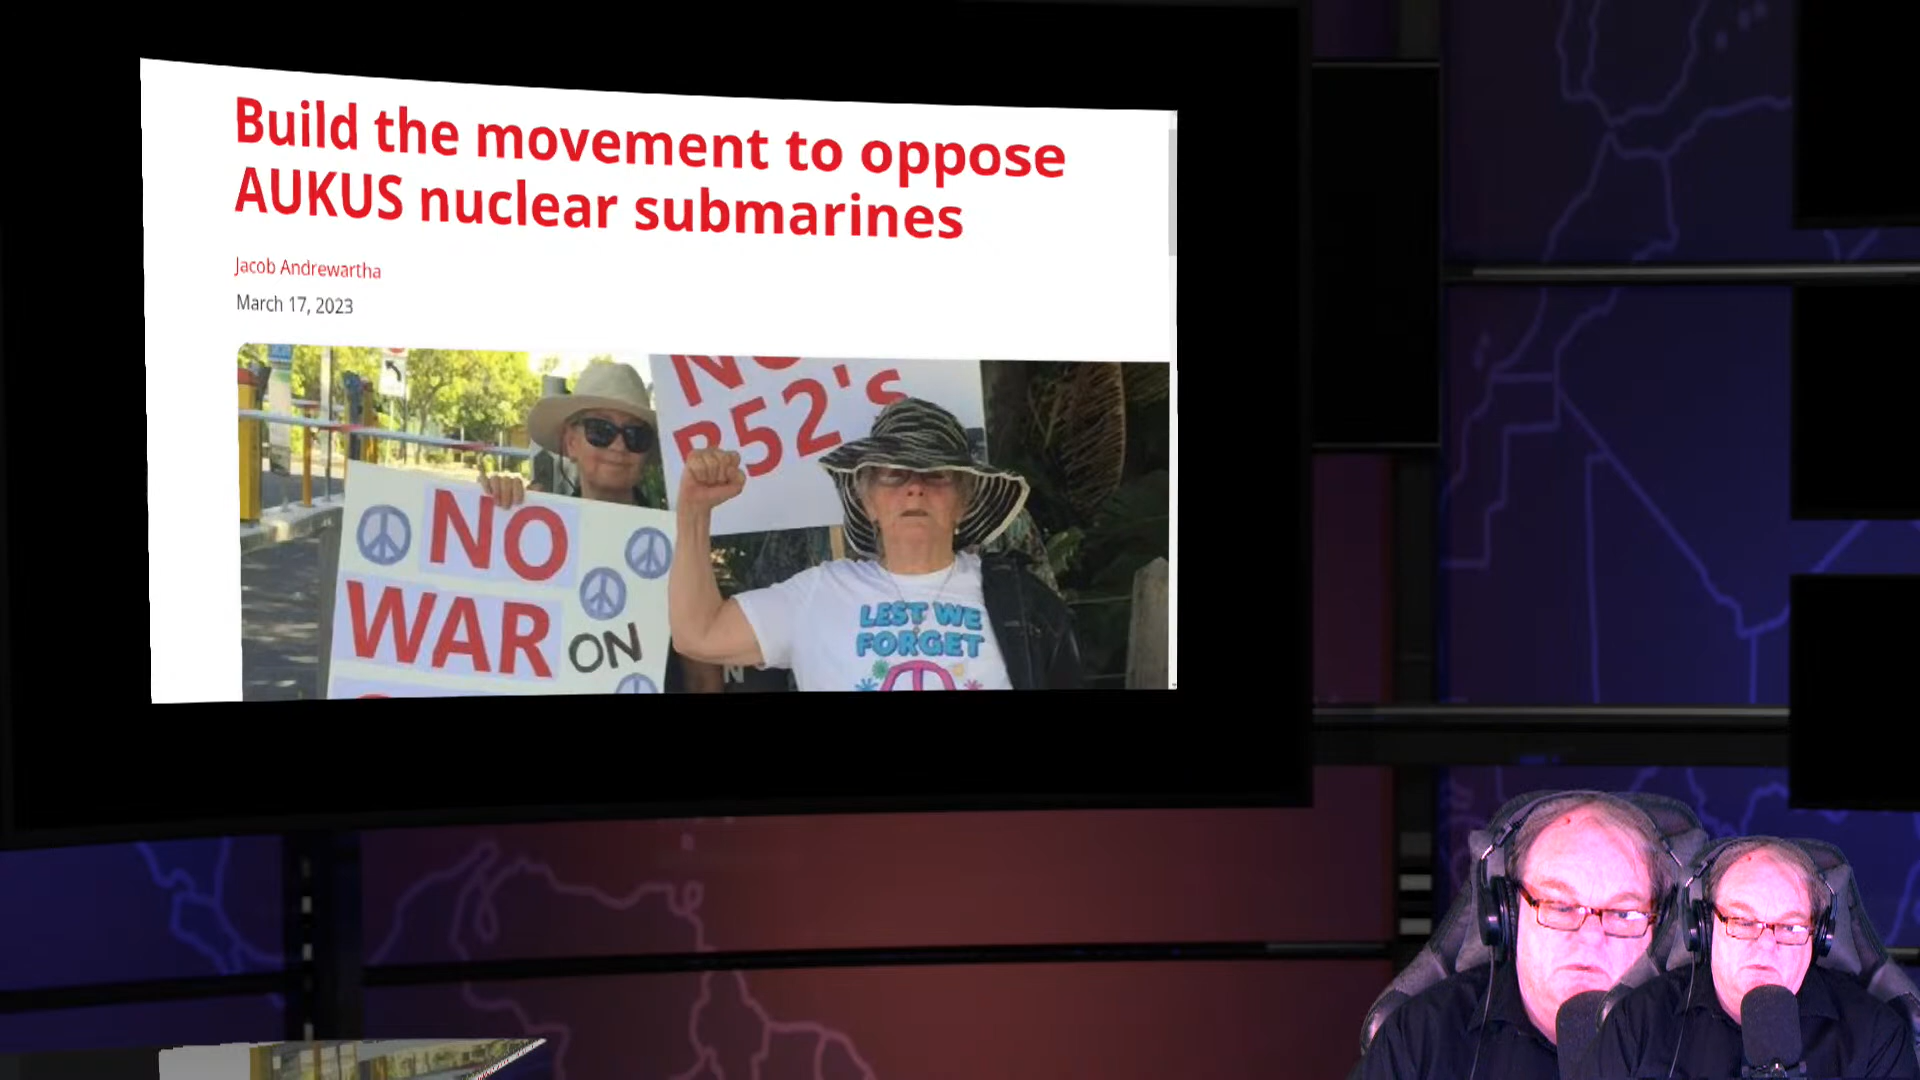 Build the movement to oppose
AUKUS nuclear submarines
Jacob Andrewartha
March 17, 2023
NO
B52's
NO
WAR
ON
LEST WE
FORGET